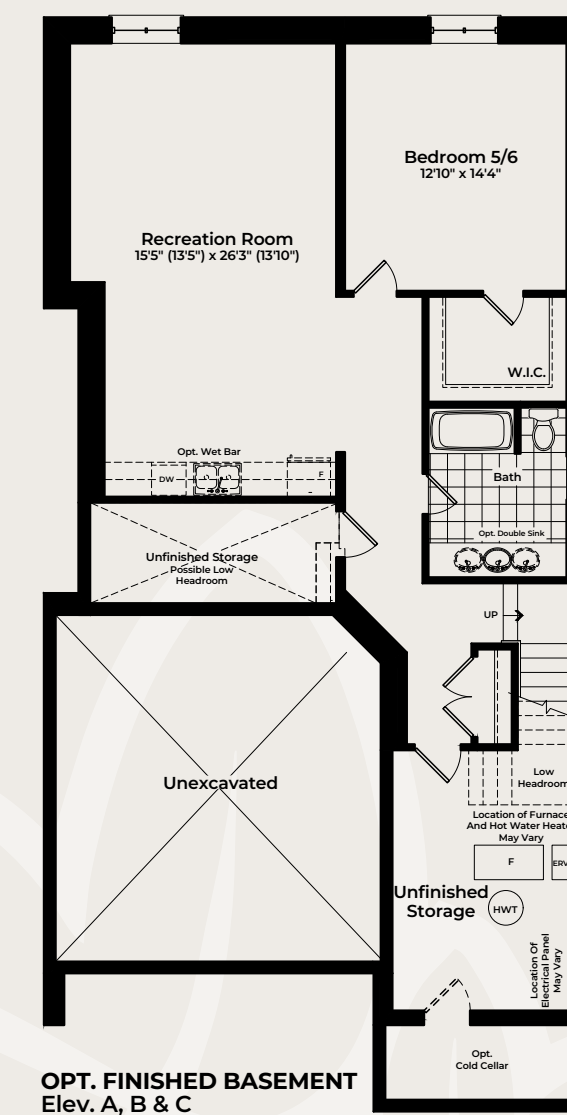 Bedroom 5/6
12'10" x 14'4"
Recreation Room
15'5" (13'5") x 26'3" (13'10")
W.I.C.
Opt. Wet Bar
DW
F
Bath
Opt. Double Sink
Unfinished Storage
Possible Low
Headroom
UP
Unexcavated
Low
Headroom
Location of Furnace
And Hot Water Heate
May Vary
F
ERV
Unfinished
Storage
HWT
Location Of
Electrical Panel
May Vary
Opt.
Cold Cellar
OPT. FINISHED BASEMENT
Elev. A, B & C